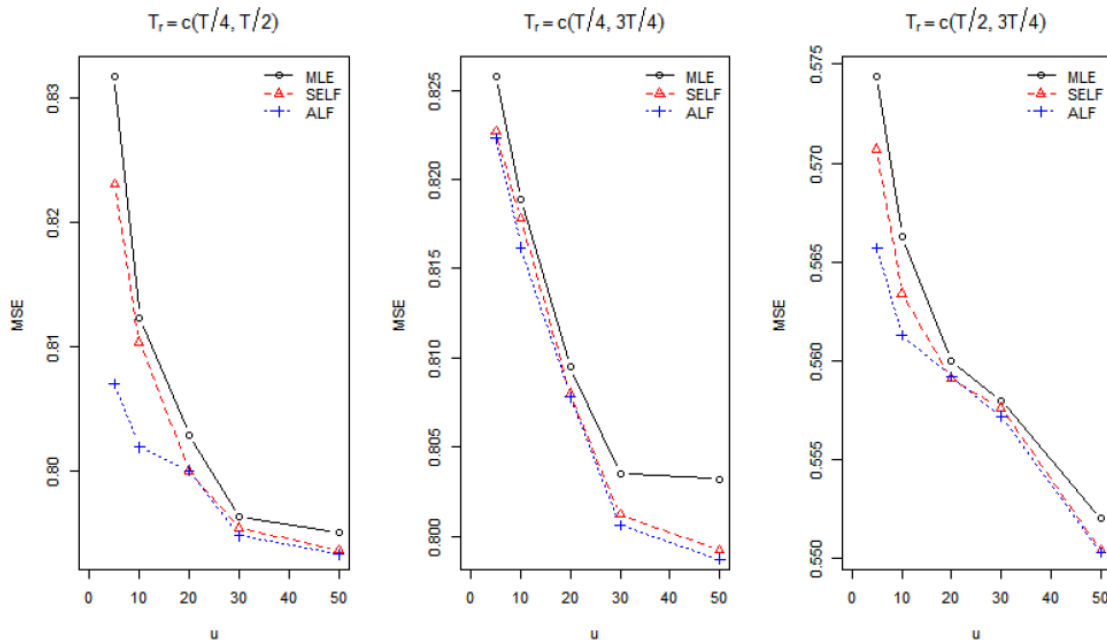 T_r = c(T/4, T/2)
MSE
0.83
0.82
0.81
0.80
MLE
SELF
ALF
0 10 20 30 40 50
u
T_r = c(T/4, 3T/4)
MSE
0.825
0.820
0.815
0.810
0.805
0.800
MLE
SELF
ALF
0 10 20 30 40 50
u
T_r = c(T/2, 3T/4)
MSE
0.575
0.570
0.565
0.560
0.555
0.550
MLE
SELF
ALF
0 10 20 30 40 50
u